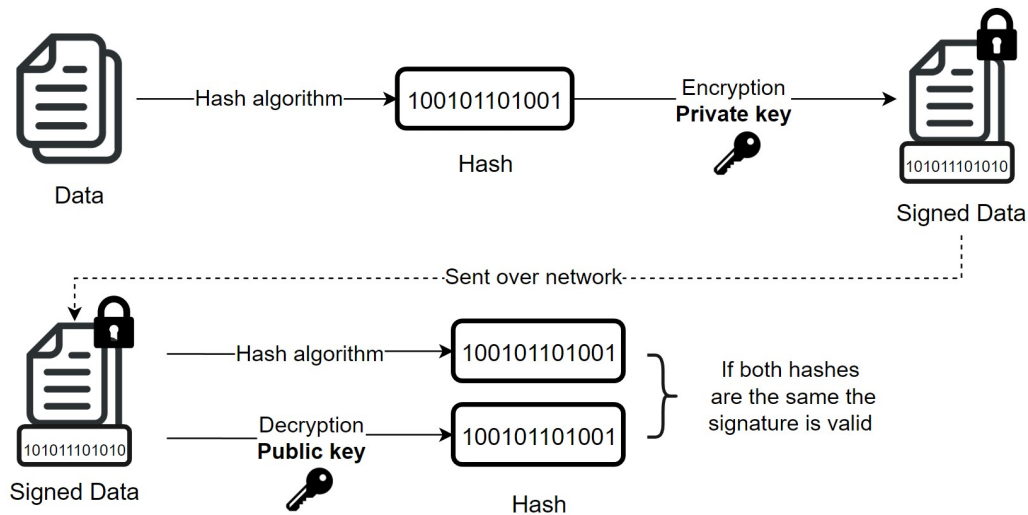 Hash algorithm
100101101001
Encryption
Private key
Hash
Data
101011101010
Signed Data
Sent over network
Hash algorithm
100101101001
If both hashes
are the same the
signature is valid
Decryption
Public key
100101101001
101011101010
Signed Data
Hash